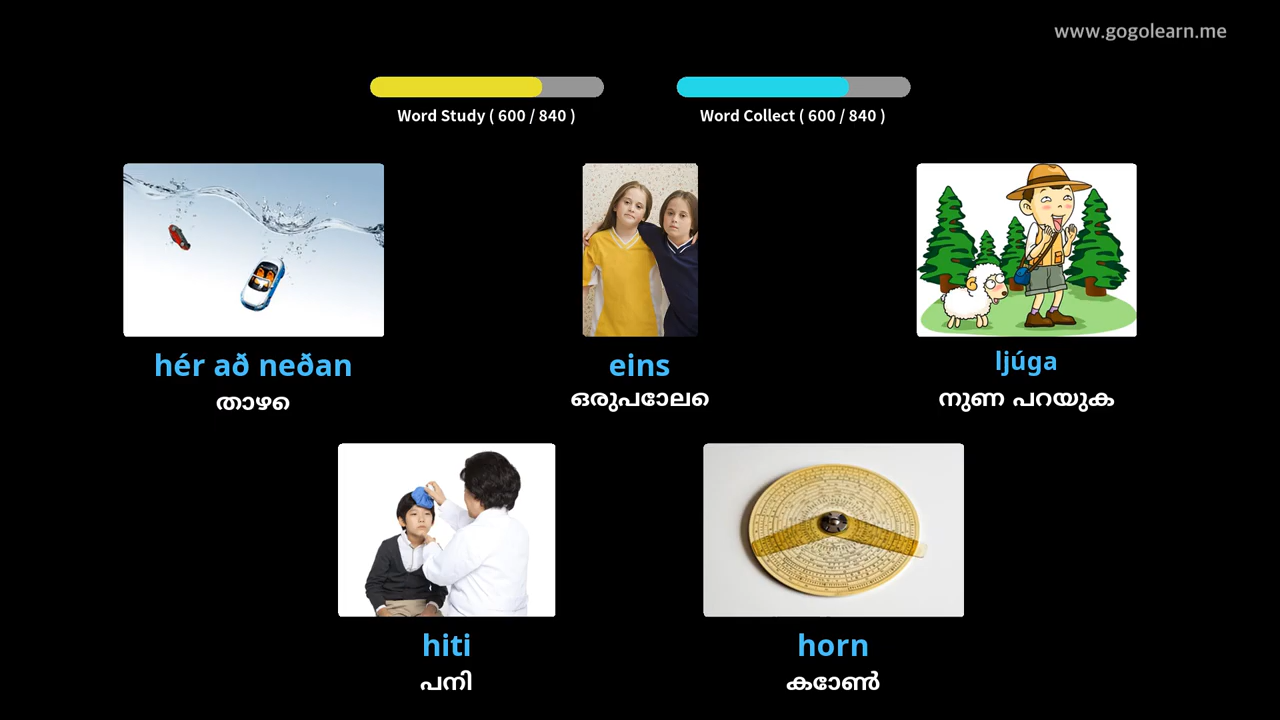 www.gogolearn.me
Word Study ( 600 / 840 )
Word Collect ( 600 / 840 )
hér að neðan
താഴെ
eins
ഒരുപോലെ
ljúga
നുണ പറയുക
hiti
പനി
horn
കോൺ